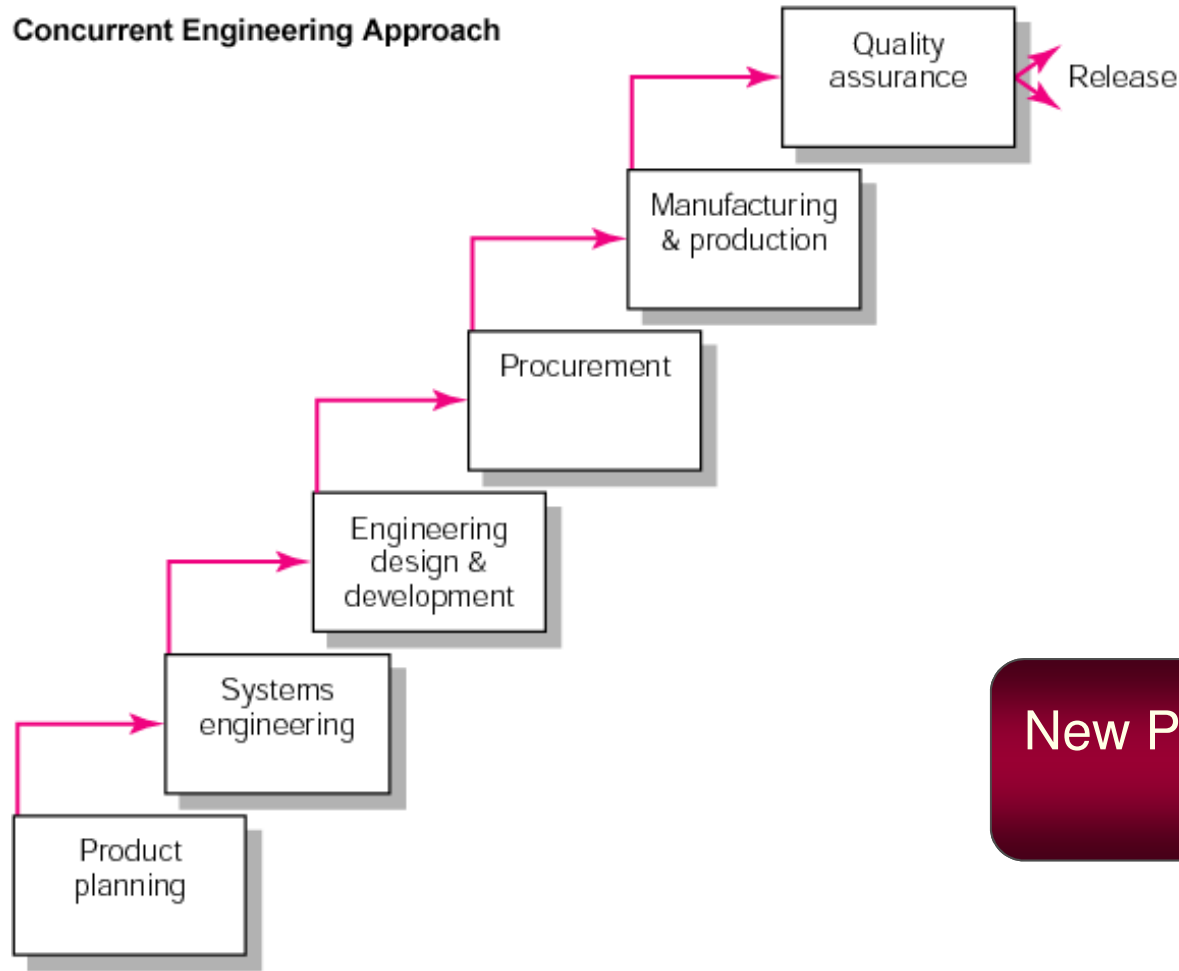 Concurrent Engineering Approach
Quality
assurance
Release
Manufacturing
& production
Procurement
Engineering
design &
development
Systems
engineering
New P
Product
planning